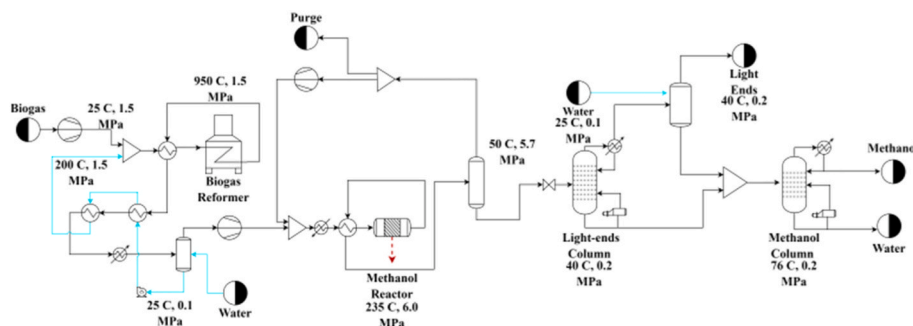 Purge
950 C, 1.5
MPa
Biogas
25 C, 1.5
MPa
200 C, 1.5
MPa
Biogas
Reformer
25 C, 0.1
MPa
Water
50 C, 5.7
MPa
Methanol
Reactor
235 C, 6.0
MPa
Water
25 C, 0.1
MPa
Light
Ends
40 C, 0.2
MPa
Light-ends
Column
40 C, 0.2
MPa
Methano
Methanol
Column
76 C, 0.2
MPa
Water